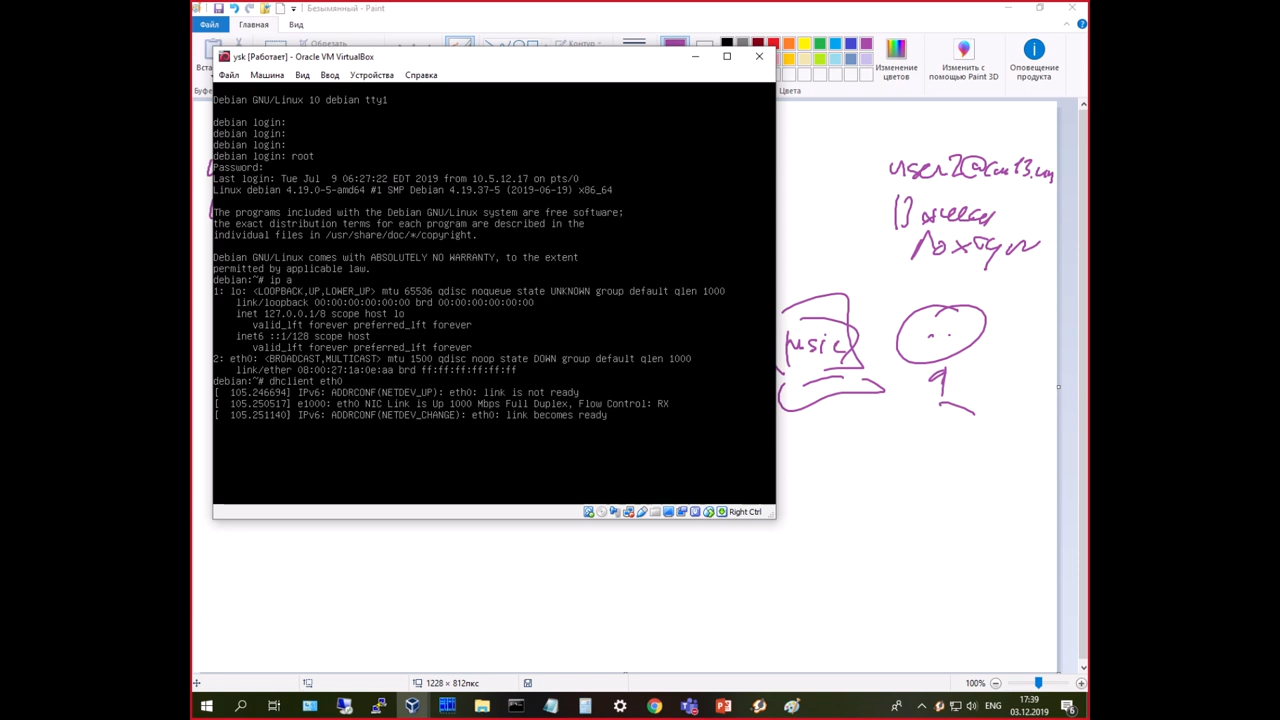 Безымянный - Paint
Файл
Главная
Вид
Обрезать
Контур
Изменение цветов
Изменить с помощью Paint 3D
Оповещение продукта
Цвета
ysk [Работает] - Oracle VM VirtualBox
Файл Машина Вид Ввод Устройства Справка
Debian GNU/Linux 10 debian tty1
debian login:
debian login:
debian login:
debian login: root
Password:
Last login: Tue Jul  9 06:27:22 EDT 2019 from 10.5.12.17 on pts/0
Linux debian 4.19.0-5-amd64 #1 SMP Debian 4.19.37-5 (2019-06-19) x86_64
The programs included with the Debian GNU/Linux system are free software;
the exact distribution terms for each program are described in the
individual files in /usr/share/doc/*/copyright.
Debian GNU/Linux comes with ABSOLUTELY NO WARRANTY, to the extent
permitted by applicable law.
debian:~# ip a
1: lo: <LOOPBACK,UP,LOWER_UP> mtu 65536 qdisc noqueue state UNKNOWN group default qlen 1000
link/loopback 00:00:00:00:00:00 brd 00:00:00:00:00:00
inet 127.0.0.1/8 scope host lo
valid_lft forever preferred_lft forever
inet6 ::1/128 scope host
valid_lft forever preferred_lft forever
2: eth0: <BROADCAST,MULTICAST> mtu 1500 qdisc noop state DOWN group default qlen 1000
link/ether 08:00:27:1a:0e:aa brd ff:ff:ff:ff:ff:ff
debian:~# dhclient eth0
[  105.246694] IPv6: ADDRCONF(NETDEV_UP): eth0: link is not ready
[  105.250517] e1000: eth0 NIC Link is Up 1000 Mbps Full Duplex, Flow Control: RX
[  105.251140] IPv6: ADDRCONF(NETDEV_CHANGE): eth0: link becomes ready
Right Ctrl
user2@
1228 × 812пкс
100%
ENG
17:39
03.12.2019
6